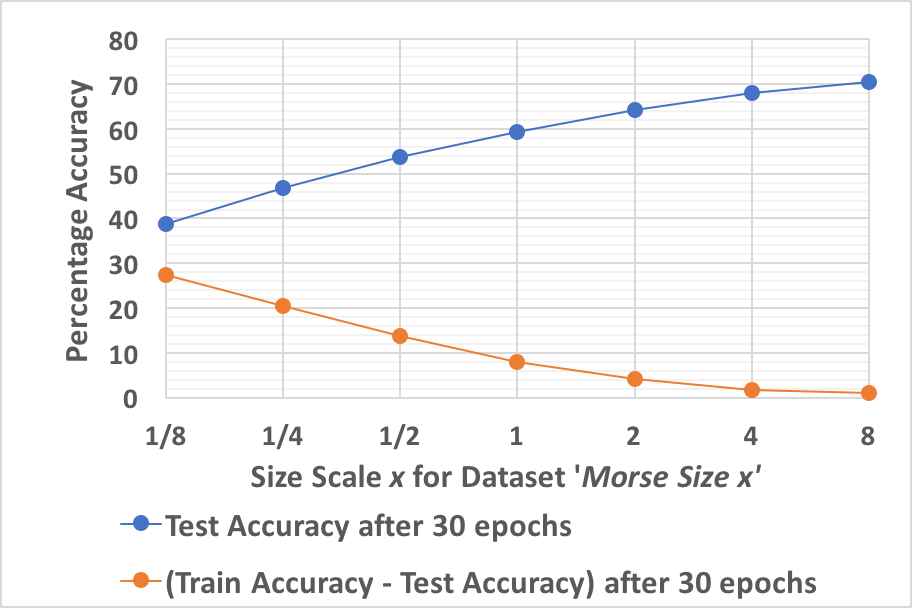 80
70
60
50
40
30
20
10
0
Percentage Accuracy
1/8 1/4 1/2 1 2 4 8
Size Scale x for Dataset 'Morse Size x'
Test Accuracy after 30 epochs
(Train Accuracy - Test Accuracy) after 30 epochs